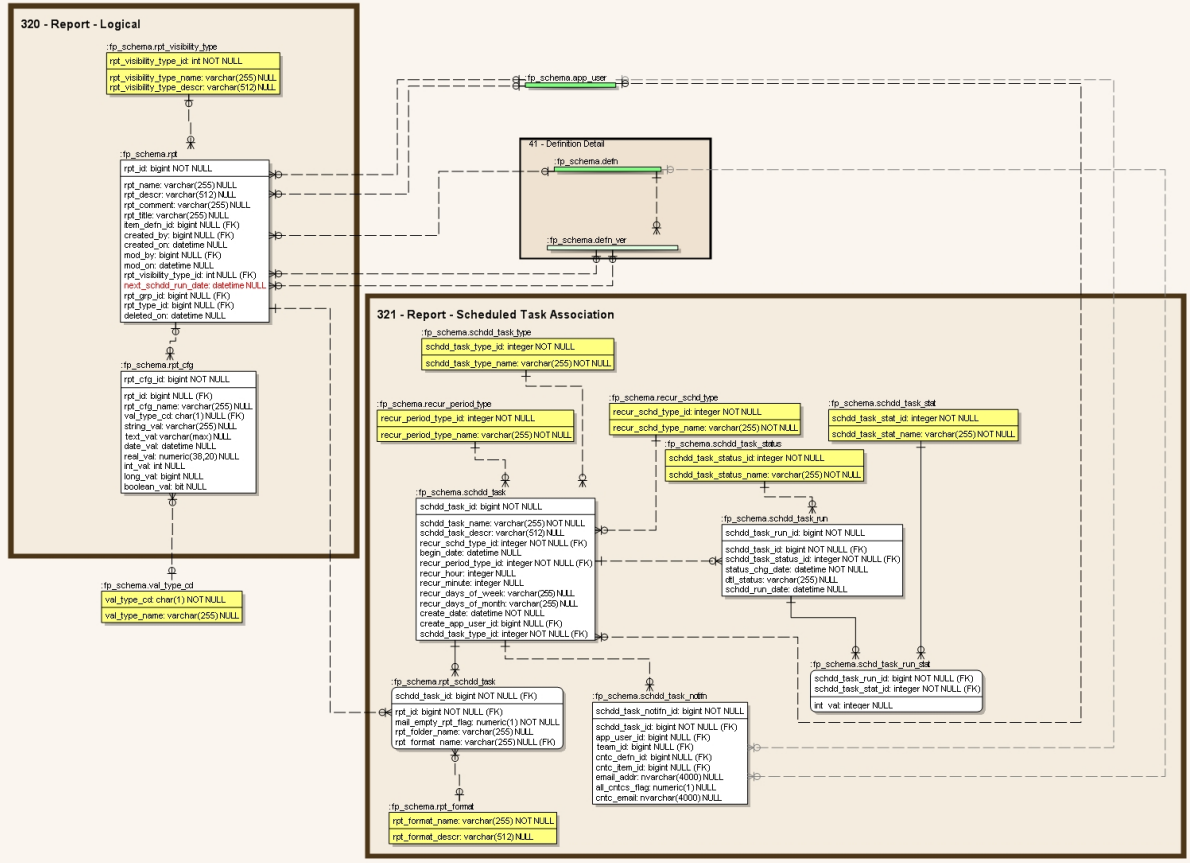 320 - Report - Logical
:fp_schema.rpt_visibility_type
rpt_visibility_type_id: int NOT NULL
rpt_visibility_type_name: varchar(255) NULL
rpt_visibility_type_descr: varchar(512) NULL
:fp_schema.rpt
rpt_id: bigint NOT NULL
rpt_name: varchar(255) NULL
rpt_descr: varchar(512) NULL
rpt_comment: varchar(255) NULL
rpt_title: varchar(255) NULL
item_defn_id: bigint NULL (FK)
created_by: bigint NULL (FK)
created_on: datetime NULL
mod_by: bigint NULL (FK)
mod_on: datetime NULL
rpt_visibility_type_id: int NULL (FK)
next_schdd_run_date: datetime NULL
rpt_grp_id: bigint NULL (FK)
rpt_type_id: bigint NULL (FK)
deleted_on: datetime NULL
:fp_schema.rpt_cfg
rpt_cfg_id: bigint NOT NULL
rpt_id: bigint NULL (FK)
rpt_cfg_name: varchar(255) NULL
val_type_cd: char(1) NULL (FK)
string_val: varchar(255) NULL
text_val: varchar(max) NULL
date_val: datetime NULL
real_val: numeric(38,20) NULL
int_val: int NULL
long_val: bigint NULL
boolean_val: bit NULL
:fp_schema.val_type_cd
val_type_cd: char(1) NOT NULL
val_type_name: varchar(255) NULL
:fp_schema.app_user
41 - Definition Detail
:fp_schema.defn
:fp_schema.defn_ver
321 - Report - Scheduled Task Association
:fp_schema.schdd_task_type
schdd_task_type_id: integer NOT NULL
schdd_task_type_name: varchar(255) NOT NULL
:fp_schema.recur_period_type
recur_period_type_id: integer NOT NULL
recur_period_type_name: varchar(255) NOT NULL
:fp_schema.recur_schd_type
recur_schd_type_id: integer NOT NULL
recur_schd_type_name: varchar(255) NOT NULL
:fp_schema.schdd_task_stat
schdd_task_stat_id: integer NOT NULL
schdd_task_stat_name: varchar(255) NOT NULL
:fp_schema.schdd_task_status
schdd_task_status_id: integer NOT NULL
schdd_task_status_name: varchar(255) NOT NULL
:fp_schema.schdd_task
schdd_task_id: bigint NOT NULL
schdd_task_name: varchar(255) NOT NULL
schdd_task_descr: varchar(512) NULL
recur_schd_type_id: integer NOT NULL (FK)
begin_date: datetime NULL
recur_period_type_id: integer NOT NULL (FK)
recur_hour: integer NULL
recur_minute: integer NULL
recur_days_of_week: varchar(255) NULL
recur_days_of_month: varchar(255) NULL
create_date: datetime NOT NULL
create_app_user_id: bigint NULL (FK)
schdd_task_type_id: integer NOT NULL (FK)
:fp_schema.schdd_task_run
schdd_task_run_id: bigint NOT NULL
schdd_task_id: bigint NOT NULL (FK)
schdd_task_status_id: integer NOT NULL (FK)
status_chg_date: datetime NOT NULL
dtl_status: varchar(255) NULL
schdd_run_date: datetime NULL
:fp_schema.schd_task_run_stat
schdd_task_run_id: bigint NOT NULL (FK)
schdd_task_stat_id: integer NOT NULL (FK)
int_val: integer NULL
:fp_schema.rpt_schdd_task
schdd_task_id: bigint NOT NULL (FK)
rpt_id: bigint NOT NULL (FK)
mail_empty_rpt_flag: numeric(1) NOT NULL
rpt_folder_name: varchar(255) NULL
rpt_format_name: varchar(255) NULL (FK)
:fp_schema.schdd_task_notifn
schdd_task_notifn_id: bigint NOT NULL
schdd_task_id: bigint NOT NULL (FK)
app_user_id: bigint NULL (FK)
team_id: bigint NULL (FK)
cntc_defn_id: bigint NULL (FK)
cntc_item_id: bigint NULL (FK)
email_addr: nvarchar(4000) NULL
all_cntcs_flag: numeric(1) NULL
cntc_email: nvarchar(4000) NULL
:fp_schema.rpt_format
rpt_format_name: varchar(255) NOT NULL
rpt_format_descr: varchar(512) NULL